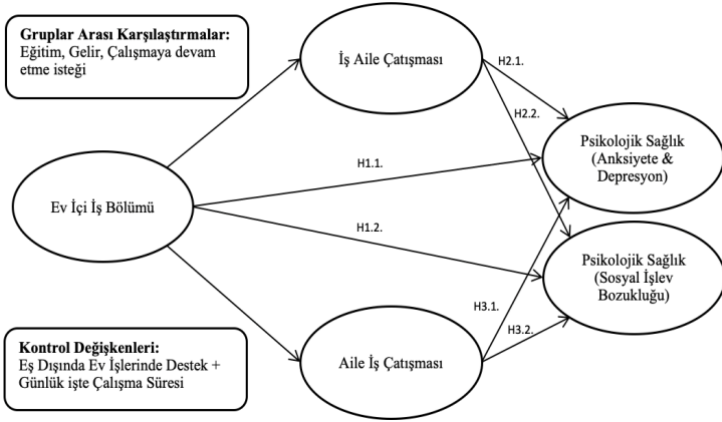 Gruplar Arası Karşılaştırmalar:
Eğitim, Gelir, Çalışmaya devam
etme isteği
İş Aile Çatışması
H2.1.
H2.2.
Psikolojik Sağlık
(Anksiyete &
Depresyon)
H1.1.
Ev İçi İş Bölümü
H1.2.
Psikolojik Sağlık
(Sosyal İşlev
Bozukluğu)
H3.1.
H3.2.
Kontrol Değişkenleri:
Eş Dışında Ev İşlerinde Destek +
Günlük işte Çalışma Süresi
Aile İş Çatışması